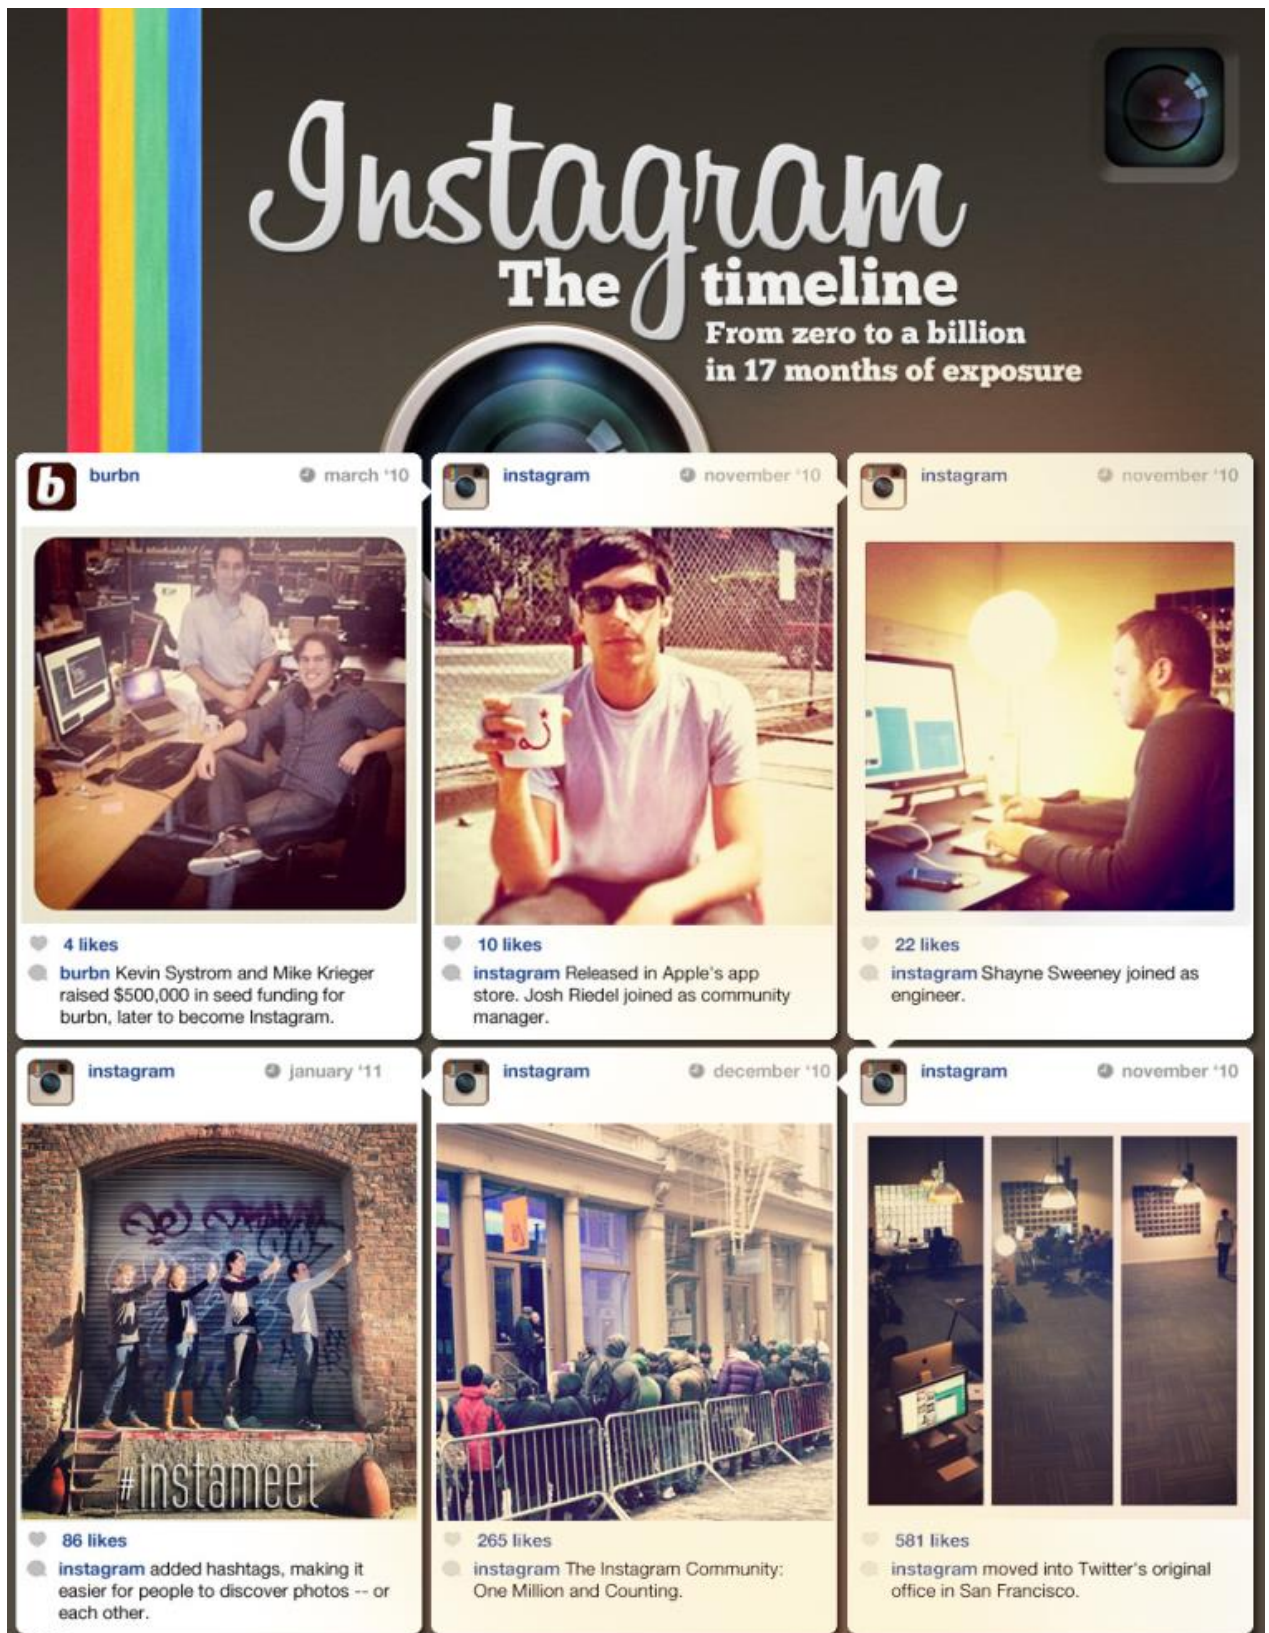 Instagram
The timeline
From zero to a billion
in 17 months of exposure
b
burbn
march '10
4 likes
burbn Kevin Systrom and Mike Krieger
raised $500,000 in seed funding for
burbn, later to become Instagram.
instagram
november '10
10 likes
instagram Released in Apple's app
store. Josh Riedel joined as community
manager.
instagram
november '10
22 likes
instagram Shayne Sweeney joined as
engineer.
instagram
january '11
#instameet
86 likes
instagram added hashtags, making it
easier for people to discover photos -- or
each other.
instagram
december '10
265 likes
instagram The Instagram Community:
One Million and Counting.
instagram
november '10
581 likes
instagram moved into Twitter's original
office in San Francisco.